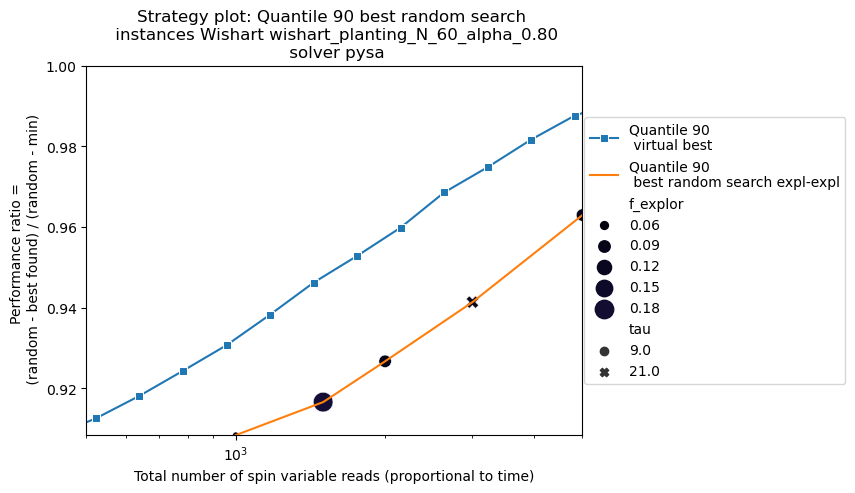 Strategy plot: Quantile 90 best random search
instances Wishart wishart_planting_N_60_alpha_0.80
solver pysa
Performance ratio =
(random - best found) / (random - min)
1.00
0.98
0.96
0.94
0.92
10³
Total number of spin variable reads (proportional to time)
Quantile 90
virtual best
Quantile 90
best random search expl-expl
f_explor
0.06
0.09
0.12
0.15
0.18
tau
9.0
21.0